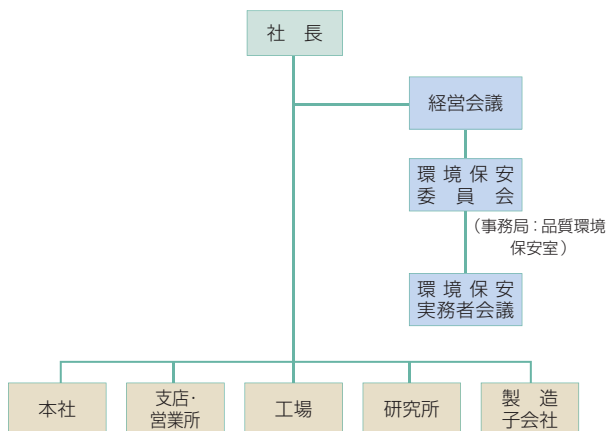 社 長
経営会議
環境保安
委員会
（事務局：品質環境
保安室）
環境保安
実務者会議
本社
支店・
営業所
工場
研究所
製 造
子会社